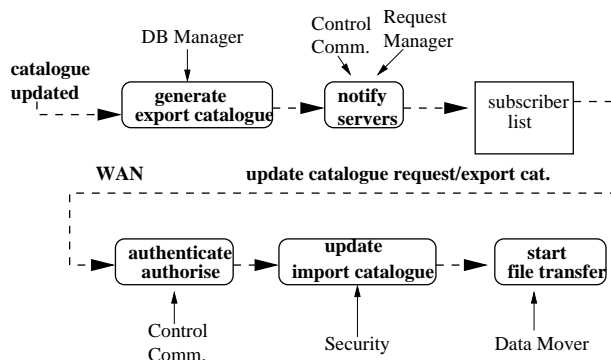 Control
Comm.
Request
Manager
DB Manager
catalogue
updated
generate
export catalogue
notify
servers
subscriber
list
WAN
update catalogue request/export cat.
authenticate
authorise
update
import catalogue
start
file transfer
Control
Comm.
Security
Data Mover